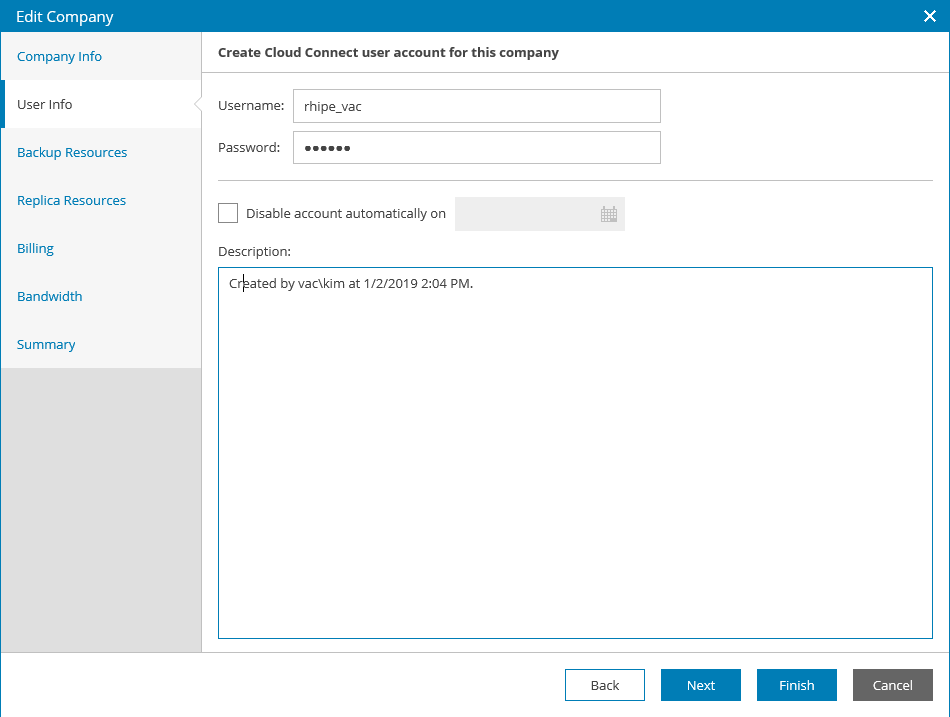 Edit Company
Company Info
User Info
Backup Resources
Replica Resources
Billing
Bandwidth
Summary
Create Cloud Connect user account for this company
Username: rhipe_vac
Password: ●●●●●●
Disable account automatically on
Description:
Created by vac\kim at 1/2/2019 2:04 PM.
Back Next Finish Cancel